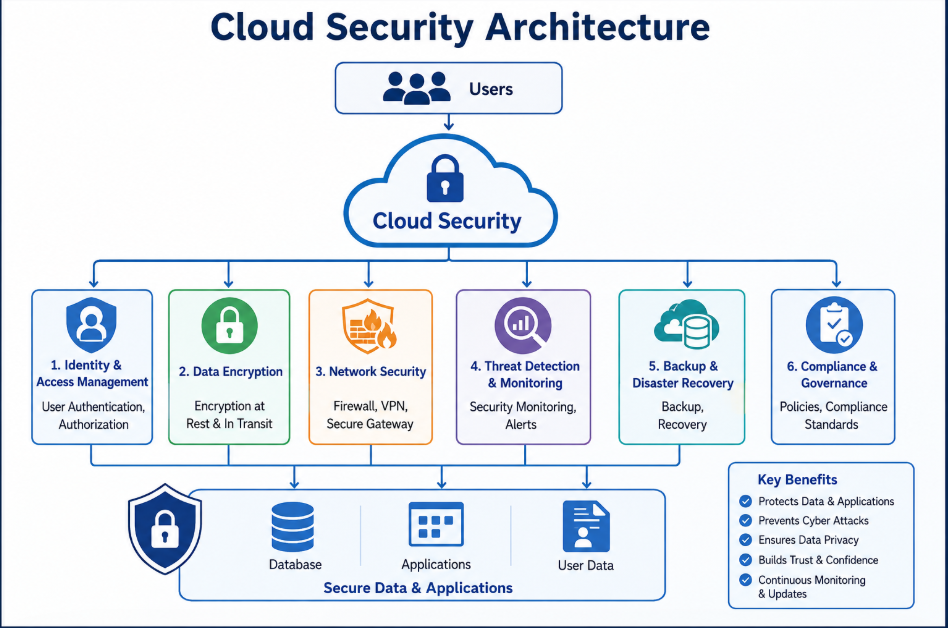 Cloud Security Architecture
Users
Cloud Security
1. Identity &
Access Management
User Authentication,
Authorization
2. Data Encryption
Encryption at
Rest & In Transit
3. Network Security
Firewall, VPN,
Secure Gateway
4. Threat Detection
& Monitoring
Security Monitoring,
Alerts
5. Backup &
Disaster Recovery
Backup,
Recovery
6. Compliance &
Governance
Policies, Compliance
Standards
Database
Applications
User Data
Secure Data & Applications
Key Benefits
Protects Data & Applications
Prevents Cyber Attacks
Ensures Data Privacy
Builds Trust & Confidence
Continuous Monitoring
& Updates